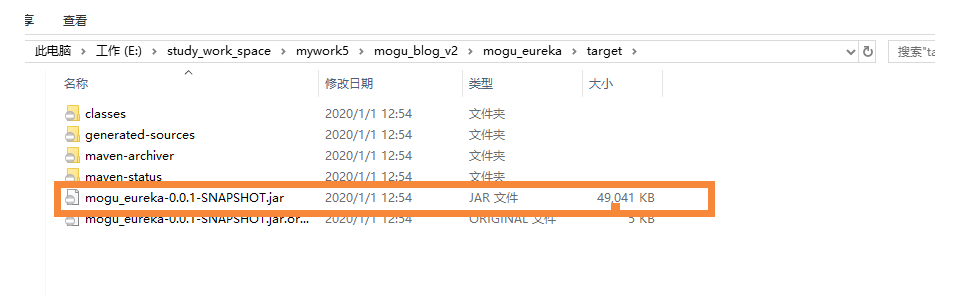 享 查看
此电脑 > 工作 (E:) > study_work_space > mywork5 > mogu_blog_v2 > mogu_eureka > target >
搜索"ta
名称 修改日期 类型 大小
classes 2020/1/1 12:54 文件夹
generated-sources 2020/1/1 12:54 文件夹
maven-archiver 2020/1/1 12:54 文件夹
maven-status 2020/1/1 12:54 文件夹
mogu_eureka-0.0.1-SNAPSHOT.jar 2020/1/1 12:54 JAR 文件 49,041 KB
mogu_eureka-0.0.1-SNAPSHOT.jar.or... 2020/1/1 12:54 ORIGINAL 文件 5 KB